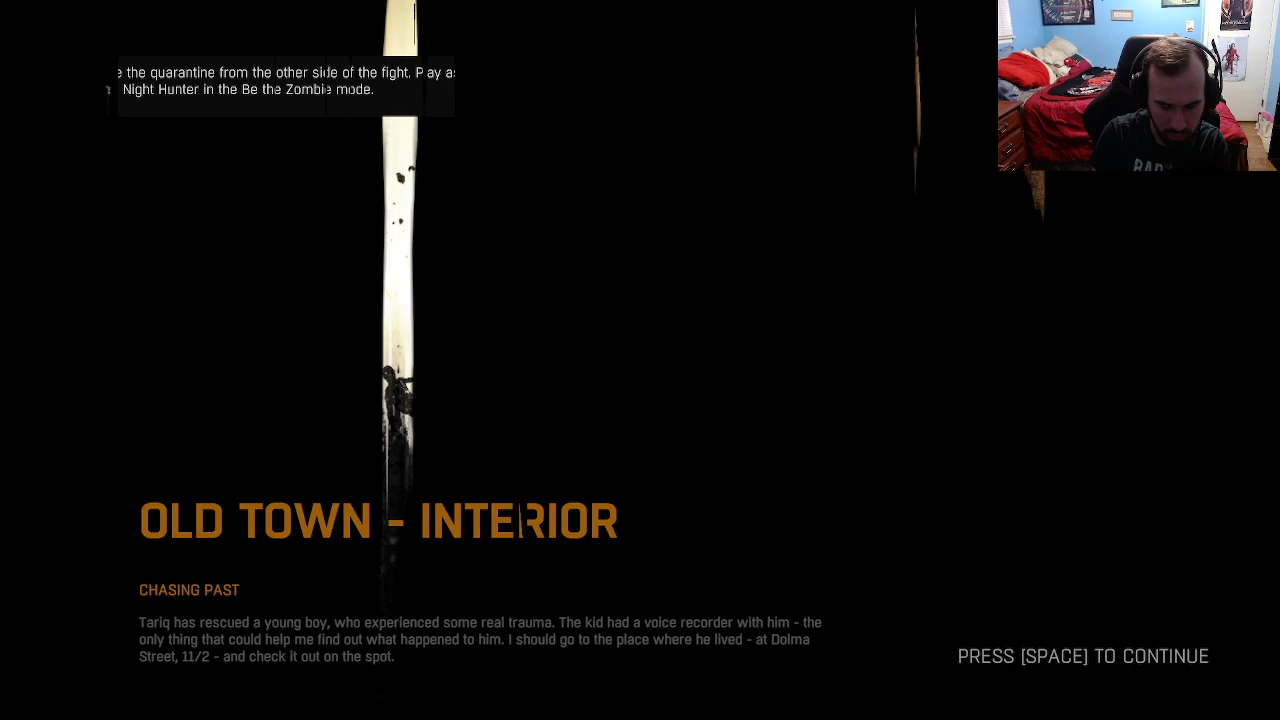 e the quarantine from the other side of the fight. Play as
Night Hunter in the Be the Zombie mode.
OLD TOWN - INTERIOR
CHASING PAST
Tariq has rescued a young boy, who experienced some real trauma. The kid had a voice recorder with him - the
only thing that could help me find out what happened to him. I should go to the place where he lived - at Dolma
Street, 11/2 - and check it out on the spot.
PRESS [SPACE] TO CONTINUE